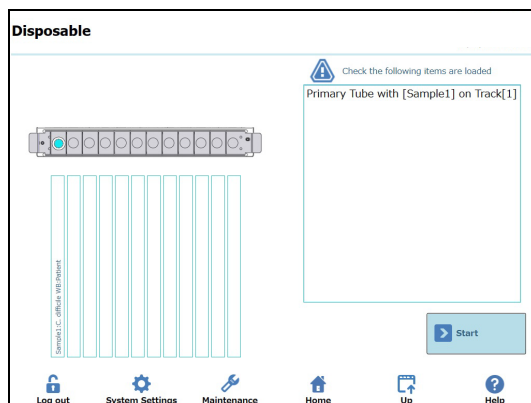 Disposable
Check the following items are loaded
Primary Tube with [Sample1] on Track[1]
Sample1:C. difficile WB:Patient
Start
Log out
System Settings
Maintenance
Home
Up
Help